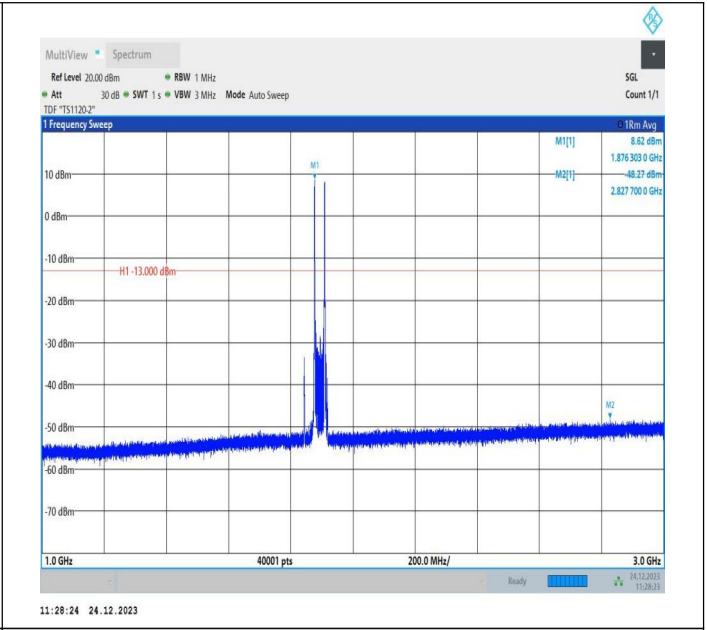 R S
MultiView Spectrum
Ref Level 20.00 dBm RBW 1 MHz SGL
Att 30 dB SWT 1 s VBW 3 MHz Mode Auto Sweep Count 1/1
TDF "TS1120-2"
1 Frequency Sweep 1Rm Avg
M1[1] 8.62 dBm
1.876 303 0 GHz
M2[1] -48.27 dBm
2.827 700 0 GHz
M1
10 dBm
0 dBm
-10 dBm
H1 -13.000 dBm
-20 dBm
-30 dBm
-40 dBm
M2
-50 dBm
-60 dBm
-70 dBm
1.0 GHz 40001 pts 200.0 MHz/ 3.0 GHz
Ready 24.12.2023
11:28:23
11:28:24 24.12.2023